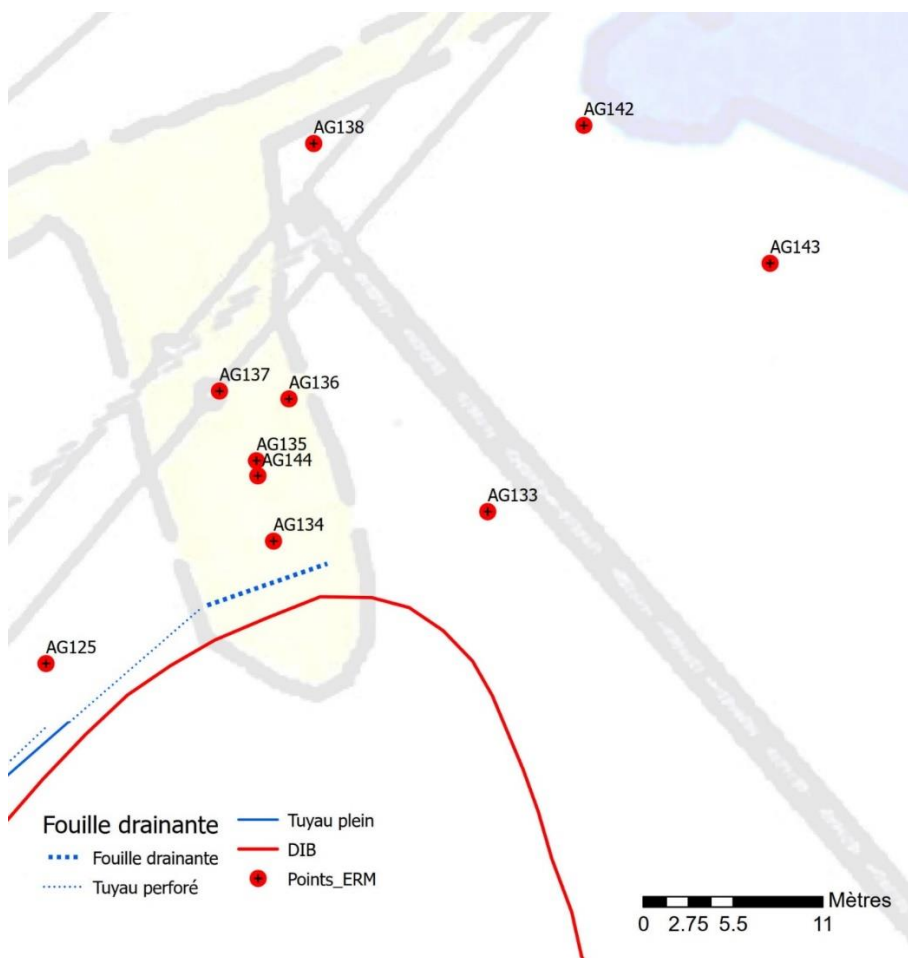 AG138
AG142
AG143
AG137
AG136
AG135
AG144
AG133
AG134
AG125
Fouille drainante
Fouille drainante
Tuyau perforé
Tuyau plein
DIB
Points_ERM
Mètres
0 2.75 5.5 11